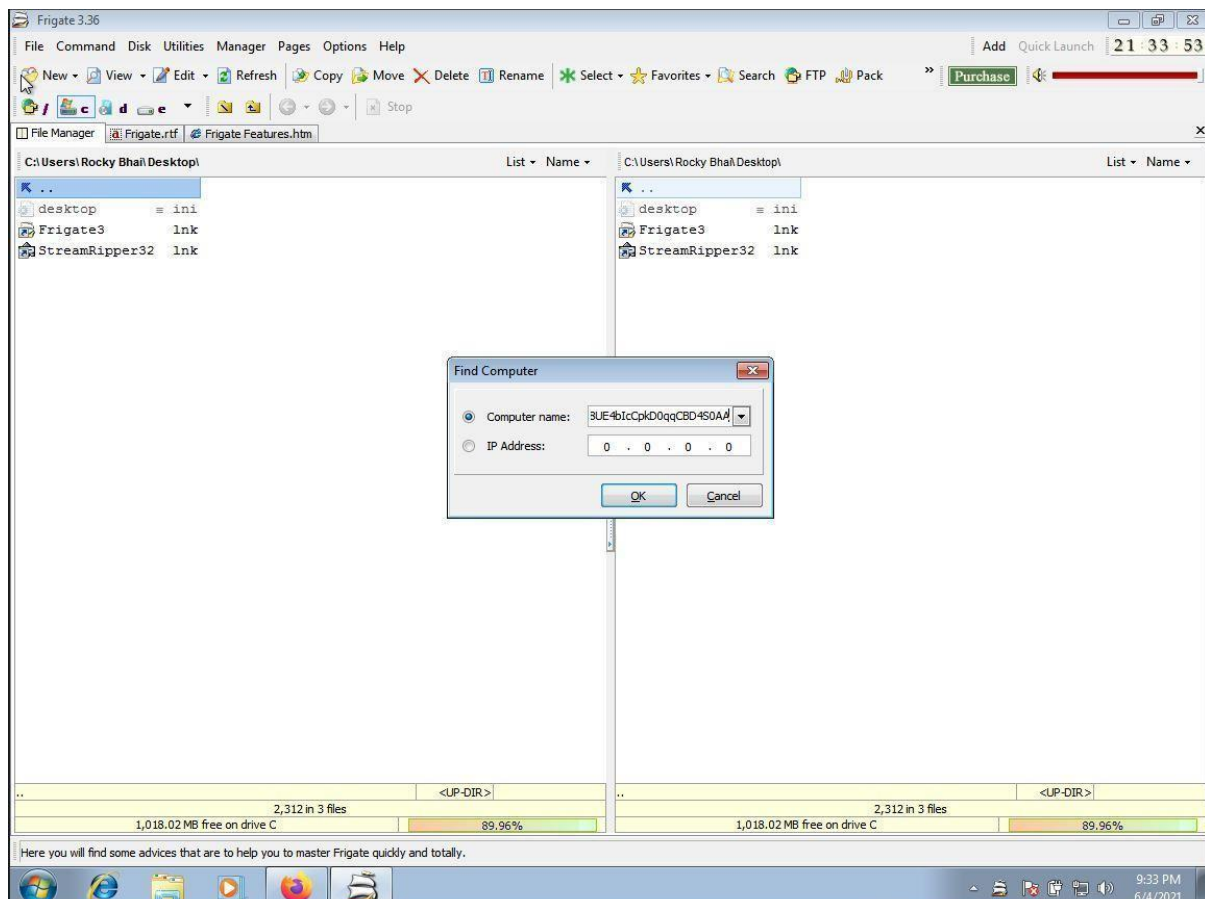 Frigate 3.36
File Command Disk Utilities Manager Pages Options Help Add Quick Launch 21:33:53
New View Edit Refresh Copy Move Delete Rename Select Favorites Search FTP Pack » Purchase
/ c d e Stop
File Manager Frigate.rtf Frigate Features.htm
C:\Users\Rocky Bhai\Desktop\ List Name C:\Users\Rocky Bhai\Desktop\ List Name
.. ..
desktop ini desktop ini
Frigate3 lnk Frigate3 lnk
StreamRipper32 lnk StreamRipper32 lnk
Find Computer
Computer name: 3UE4bIcCpkD0qqCBD4S0AA
IP Address: 0 . 0 . 0 . 0
OK Cancel
.. <UP-DIR> .. <UP-DIR>
2,312 in 3 files 2,312 in 3 files
1,018.02 MB free on drive C 89.96% 1,018.02 MB free on drive C 89.96%
Here you will find some advices that are to help you to master Frigate quickly and totally.
9:33 PM
6/4/2021